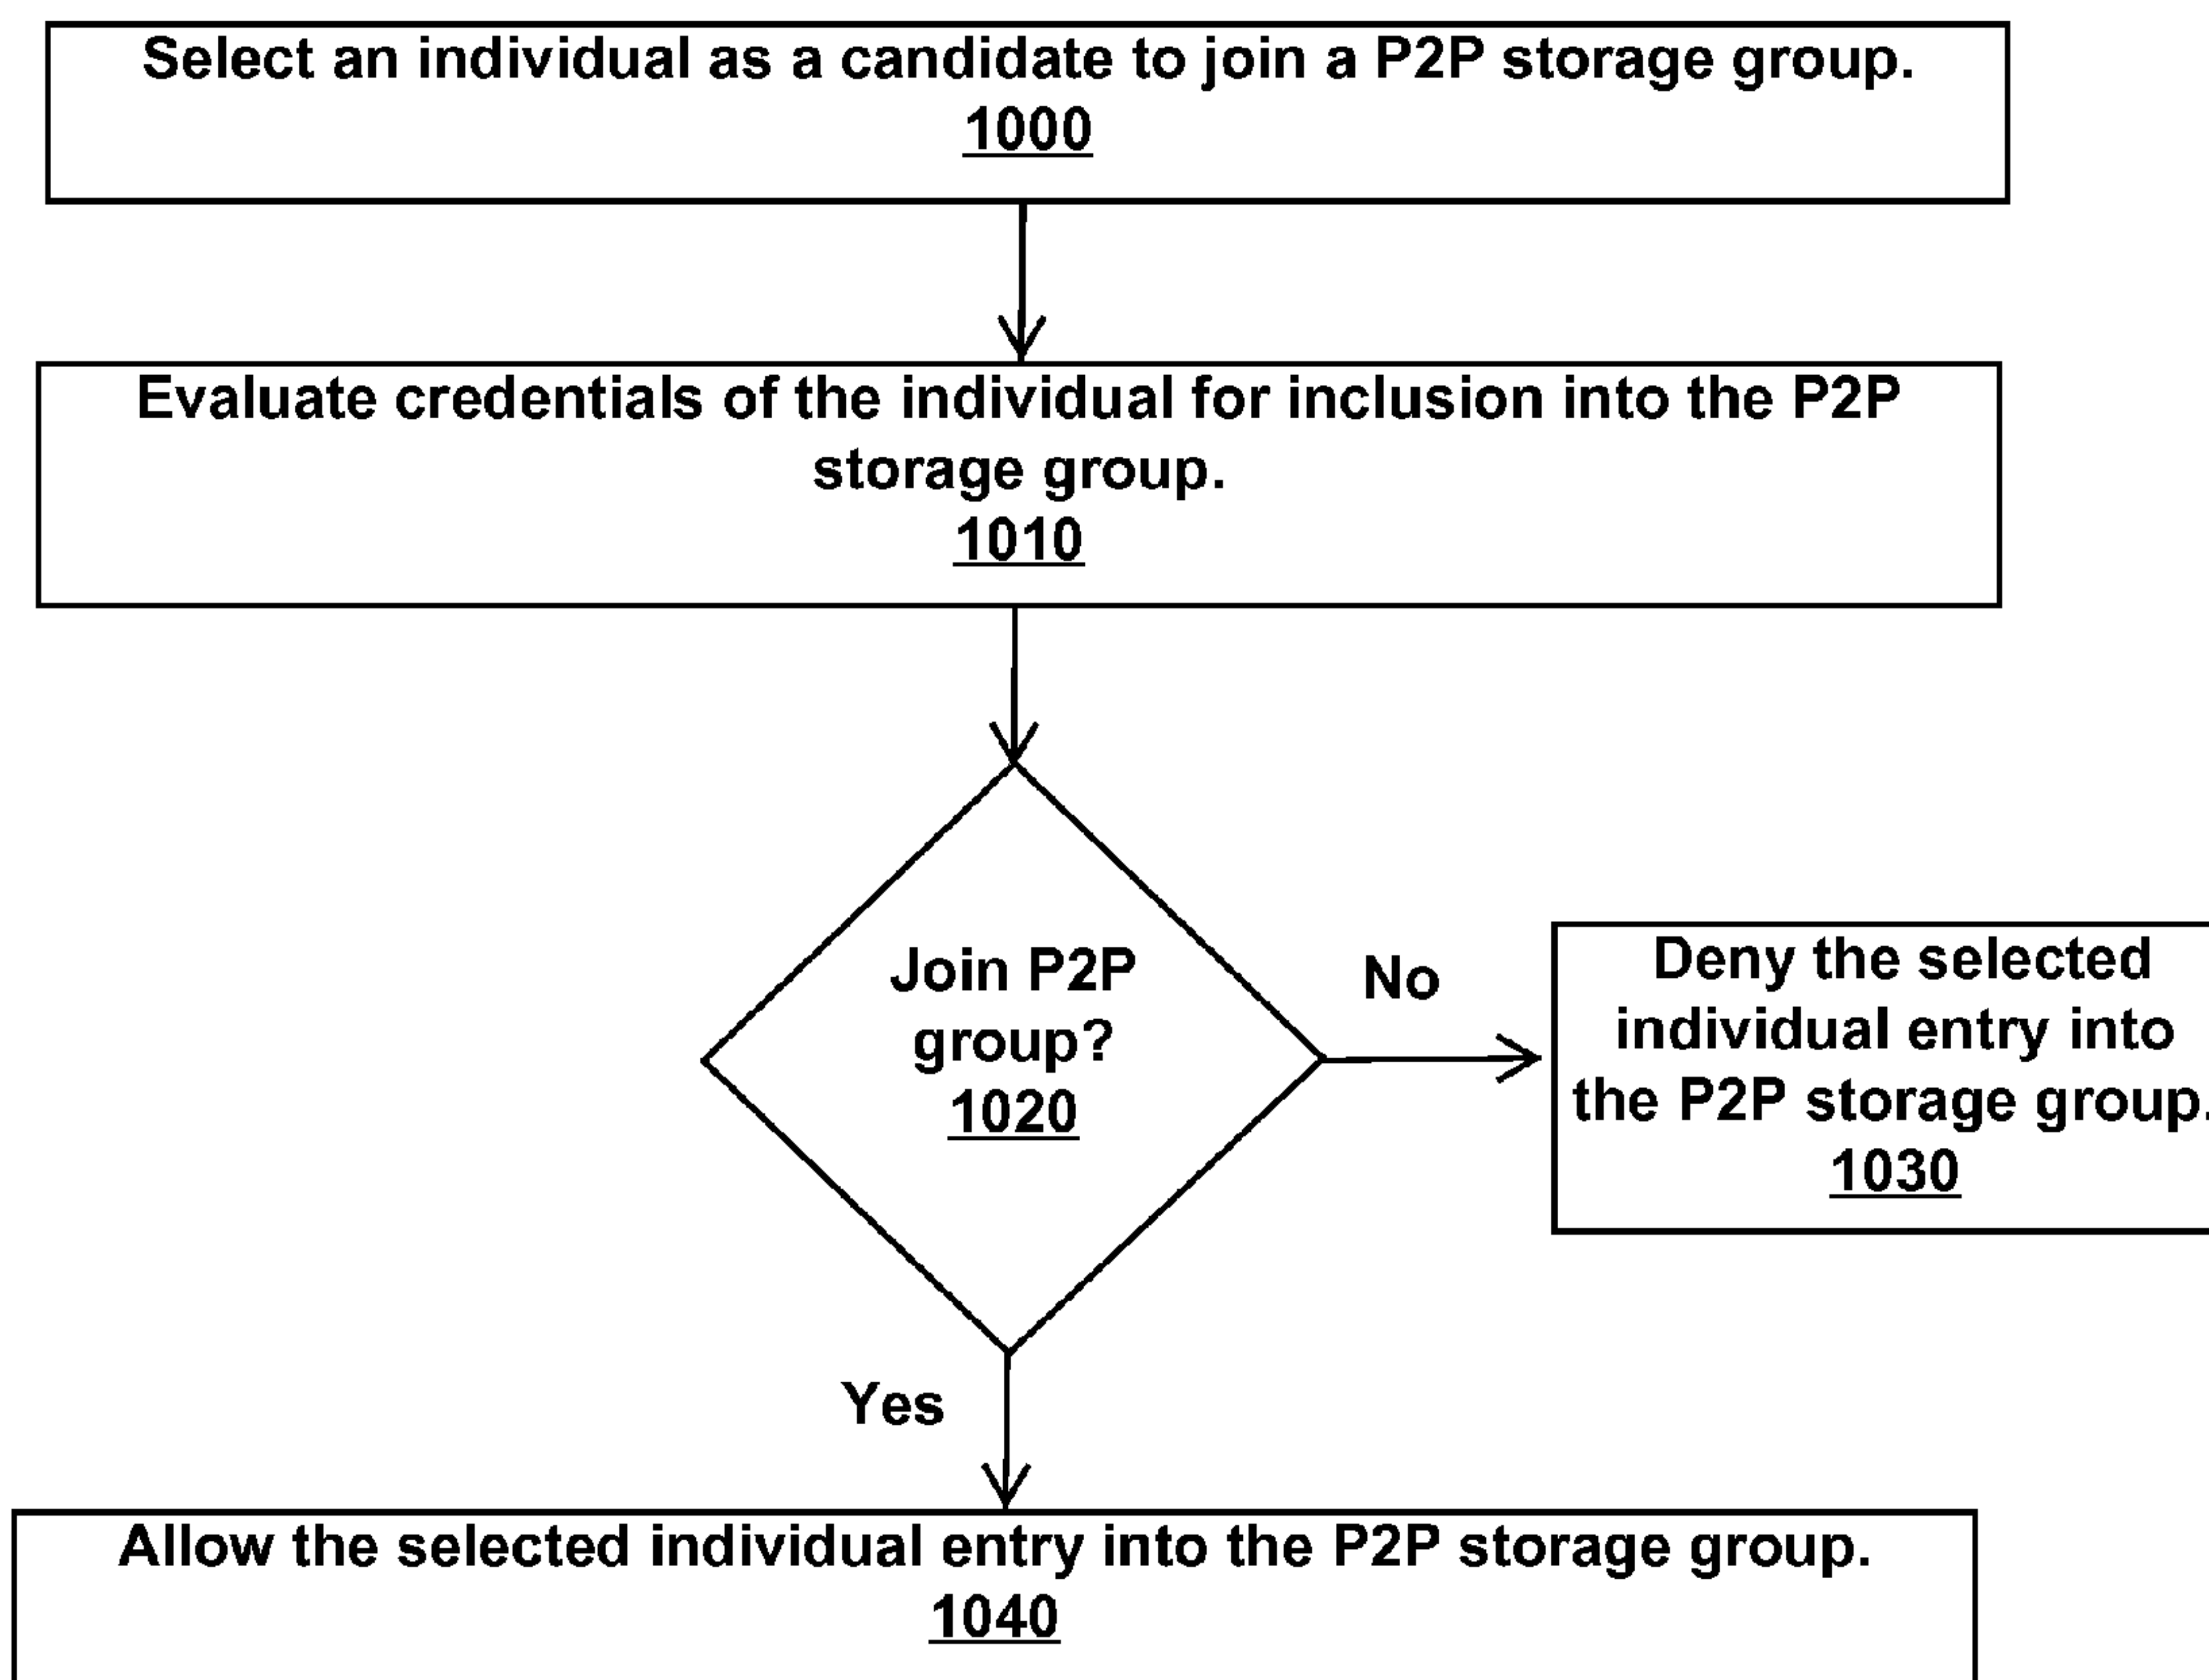 Select an individual as a candidate to join a P2P storage group.
1000
Evaluate credentials of the individual for inclusion into the P2P
storage group.
1010
Join P2P
group?
1020
No
Deny the selected
individual entry into
the P2P storage group.
1030
Yes
Allow the selected individual entry into the P2P storage group.
1040